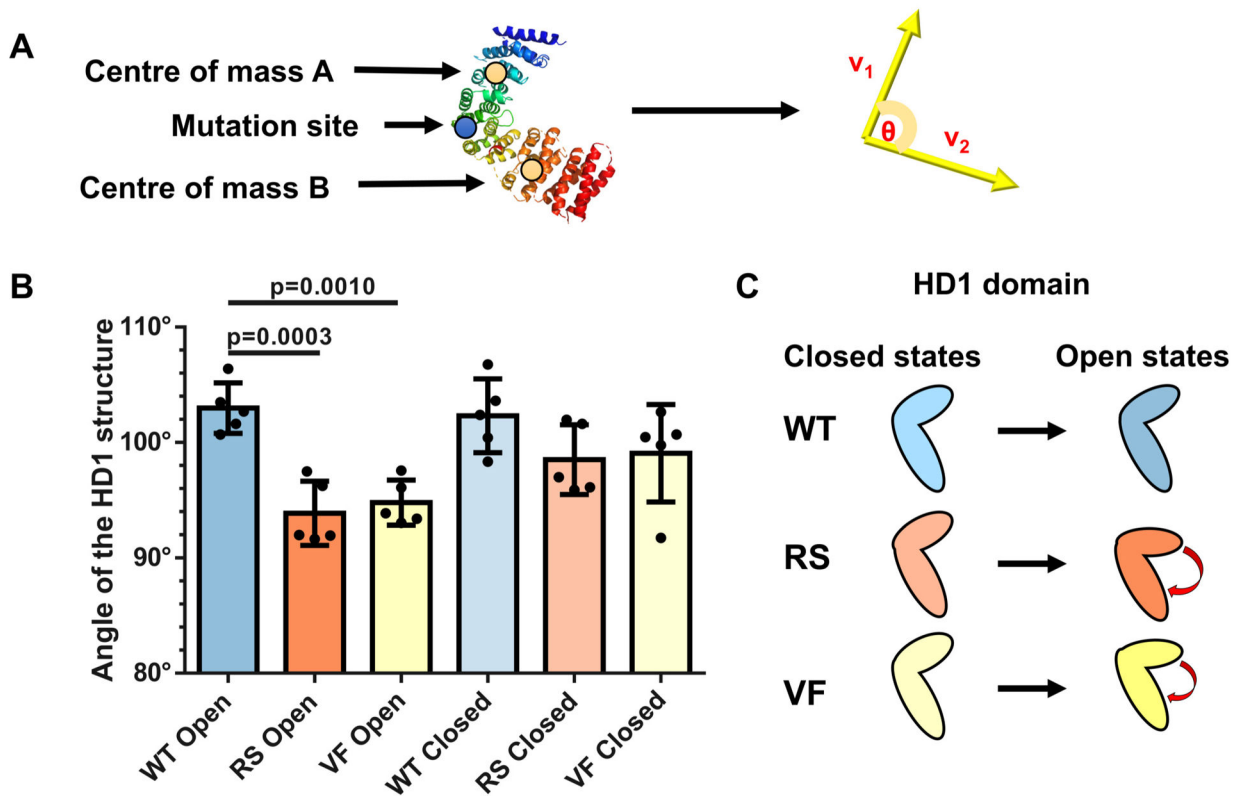 A
Centre of mass A
Mutation site
Centre of mass B
v1
θ
v2
B
p=0.0010
p=0.0003
Angle of the HD1 structure
110°
100°
90°
80°
WT Open
RS Open
VF Open
WT Closed
RS Closed
VF Closed
C
HD1 domain
Closed states
Open states
WT
RS
VF